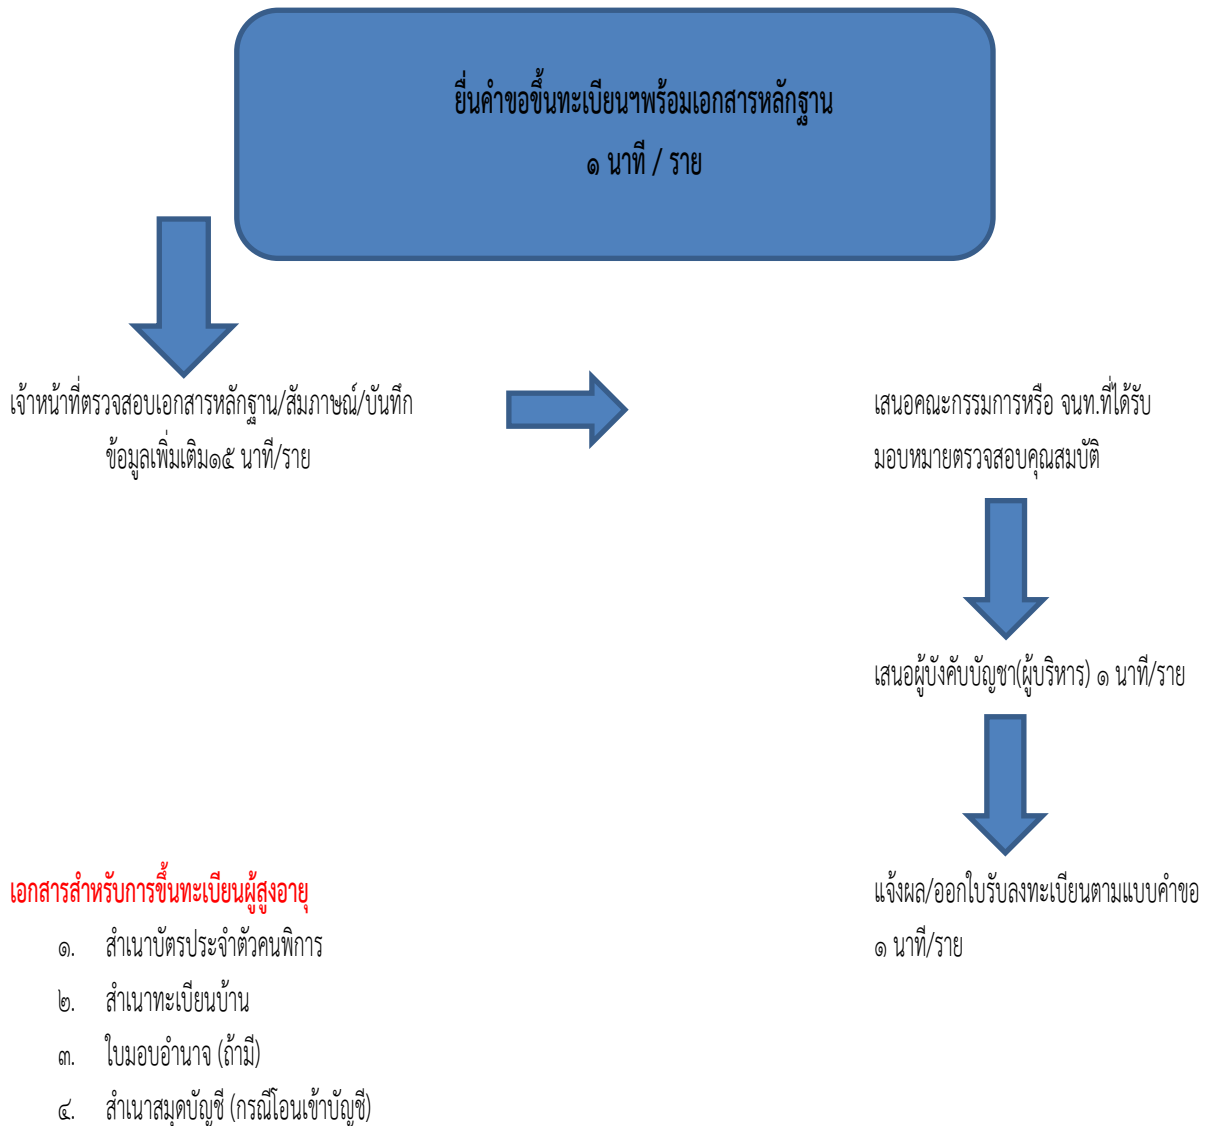 ยื่นคำขอขึ้นทะเบียนฯพร้อมเอกสารหลักฐาน
๑ นาที / ราย
เจ้าหน้าที่ตรวจสอบเอกสารหลักฐาน/สัมภาษณ์/บันทึก
ข้อมูลเพิ่มเติม๑๕ นาที/ราย
เสนอคณะกรรมการหรือ จนท.ที่ได้รับ
มอบหมายตรวจสอบคุณสมบัติ
เสนอผู้บังคับบัญชา(ผู้บริหาร) ๑ นาที/ราย
แจ้งผล/ออกใบรับลงทะเบียนตามแบบคำขอ
๑ นาที/ราย
เอกสารสำหรับการขึ้นทะเบียนผู้สูงอายุ
๑. สำเนาบัตรประจำตัวคนพิการ
๒. สำเนาทะเบียนบ้าน
๓. ใบมอบอำนาจ (ถ้ามี)
๔. สำเนาสมุดบัญชี (กรณีโอนเข้าบัญชี)